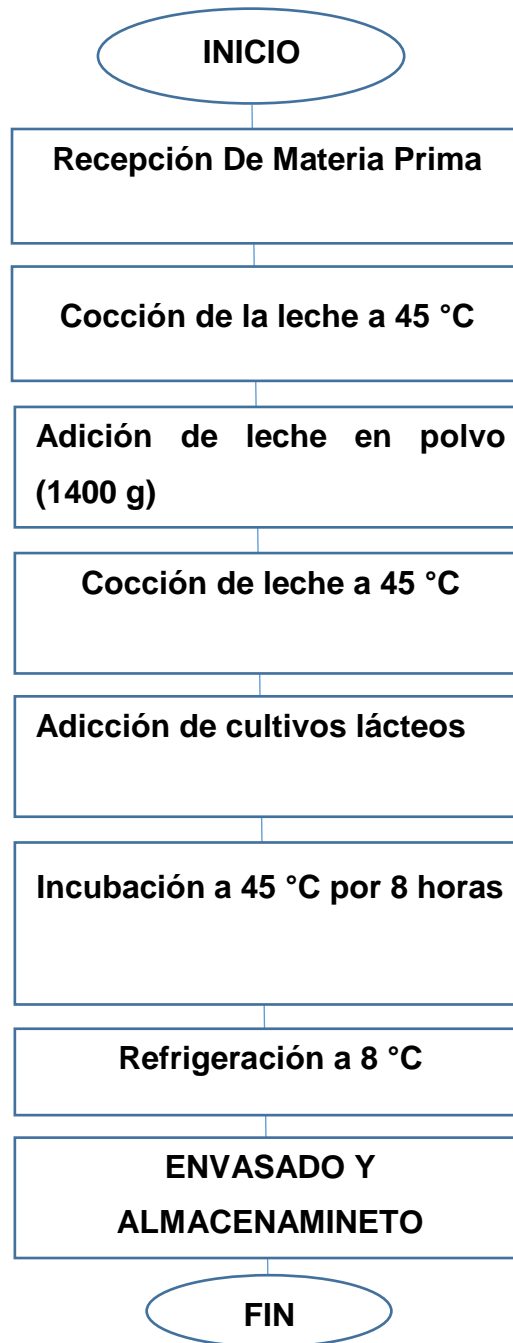 INICIO
Recepción De Materia Prima
Cocción de la leche a 45 °C
Adición de leche en polvo
(1400 g)
Cocción de leche a 45 °C
Adicción de cultivos lácteos
Incubación a 45 °C por 8 horas
Refrigeración a 8 °C
ENVASADO Y
ALMACENAMINETO
FIN